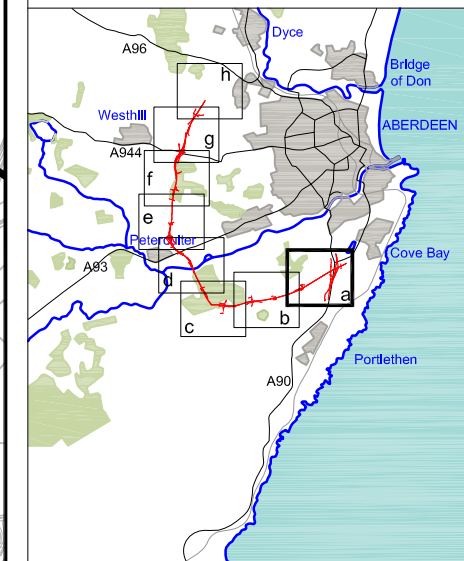 Dyce
A96
Bridge
of Don
h
Westhill
ABERDEEN
g
A944
f
e
Peterculter
Cove Bay
A93
d
a
b
c
Portlethen
A90